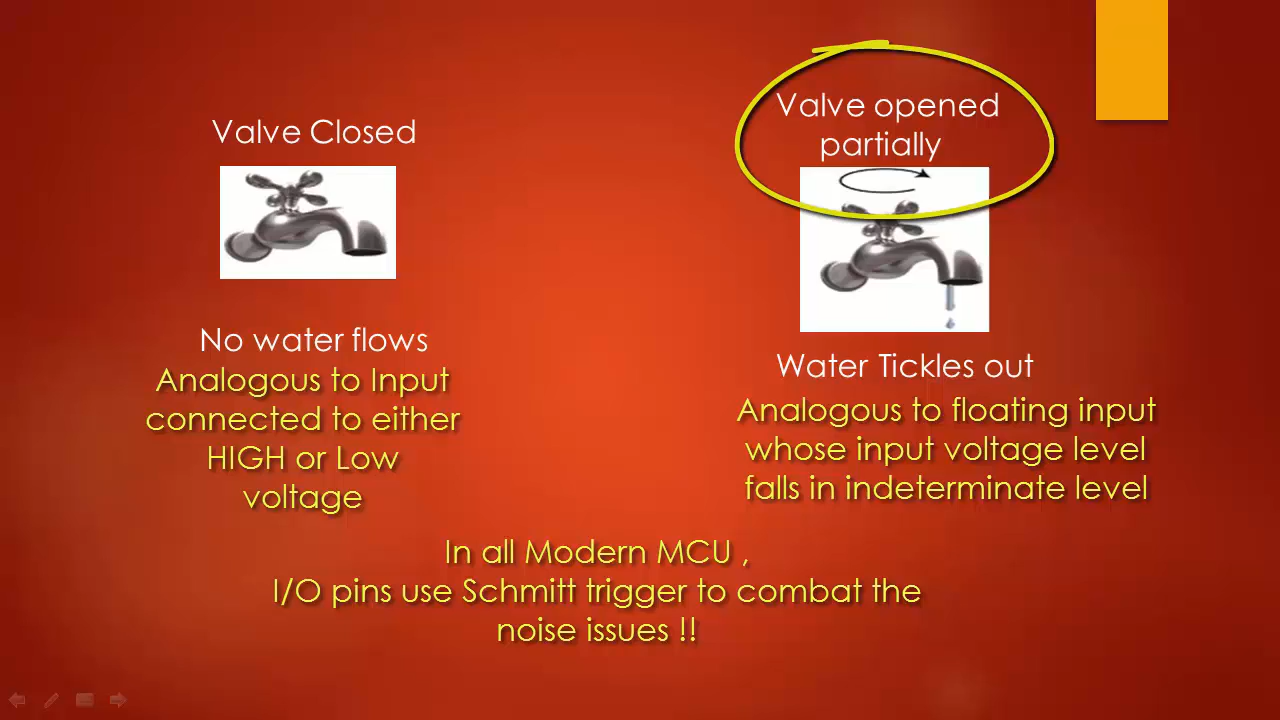 Valve Closed
No water flows
Analogous to Input
connected to either
HIGH or Low
voltage
Valve opened
partially
Water Tickles out
Analogous to floating input
whose input voltage level
falls in indeterminate level
In all Modern MCU ,
I/O pins use Schmitt trigger to combat the
noise issues !!